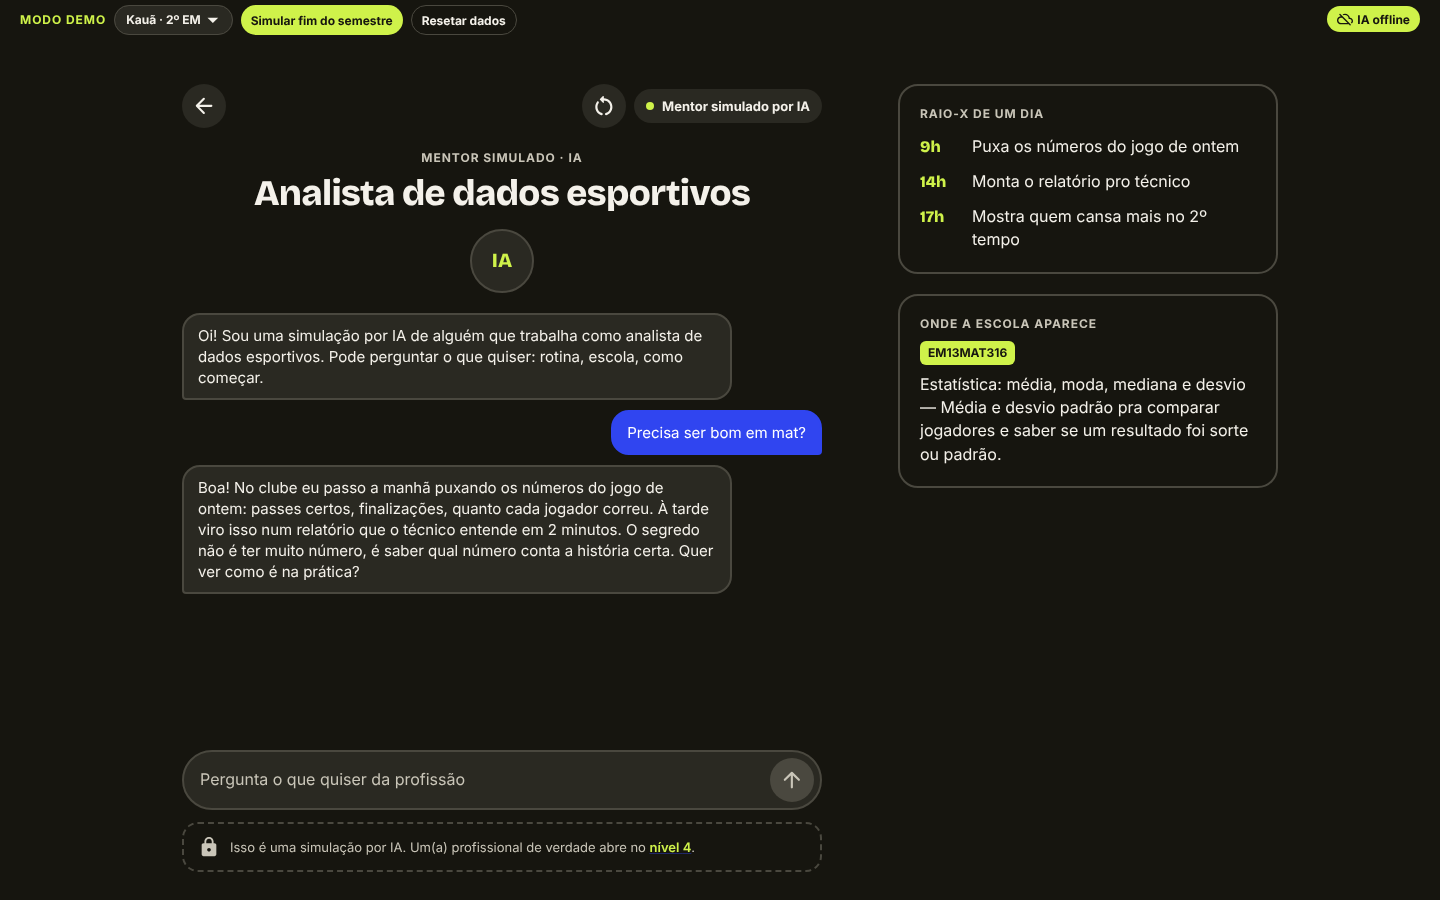 MODO DEMO
Kauã · 2º EM
Simular fim do semestre
Resetar dados
IA offline
Mentor simulado por IA
MENTOR SIMULADO · IA
Analista de dados esportivos
IA
Oi! Sou uma simulação por IA de alguém que trabalha como analista de
dados esportivos. Pode perguntar o que quiser: rotina, escola, como
começar.
Precisa ser bom em mat?
Boa! No clube eu passo a manhã puxando os números do jogo de
ontem: passes certos, finalizações, quanto cada jogador correu. À tarde
viro isso num relatório que o técnico entende em 2 minutos. O segredo
não é ter muito número, é saber qual número conta a história certa. Quer
ver como é na prática?
Pergunta o que quiser da profissão
Isso é uma simulação por IA. Um(a) profissional de verdade abre no nível 4.
RAIO-X DE UM DIA
9h Puxa os números do jogo de ontem
14h Monta o relatório pro técnico
17h Mostra quem cansa mais no 2º
tempo
ONDE A ESCOLA APARECE
EM13MAT316
Estatística: média, moda, mediana e desvio
— Média e desvio padrão pra comparar
jogadores e saber se um resultado foi sorte
ou padrão.